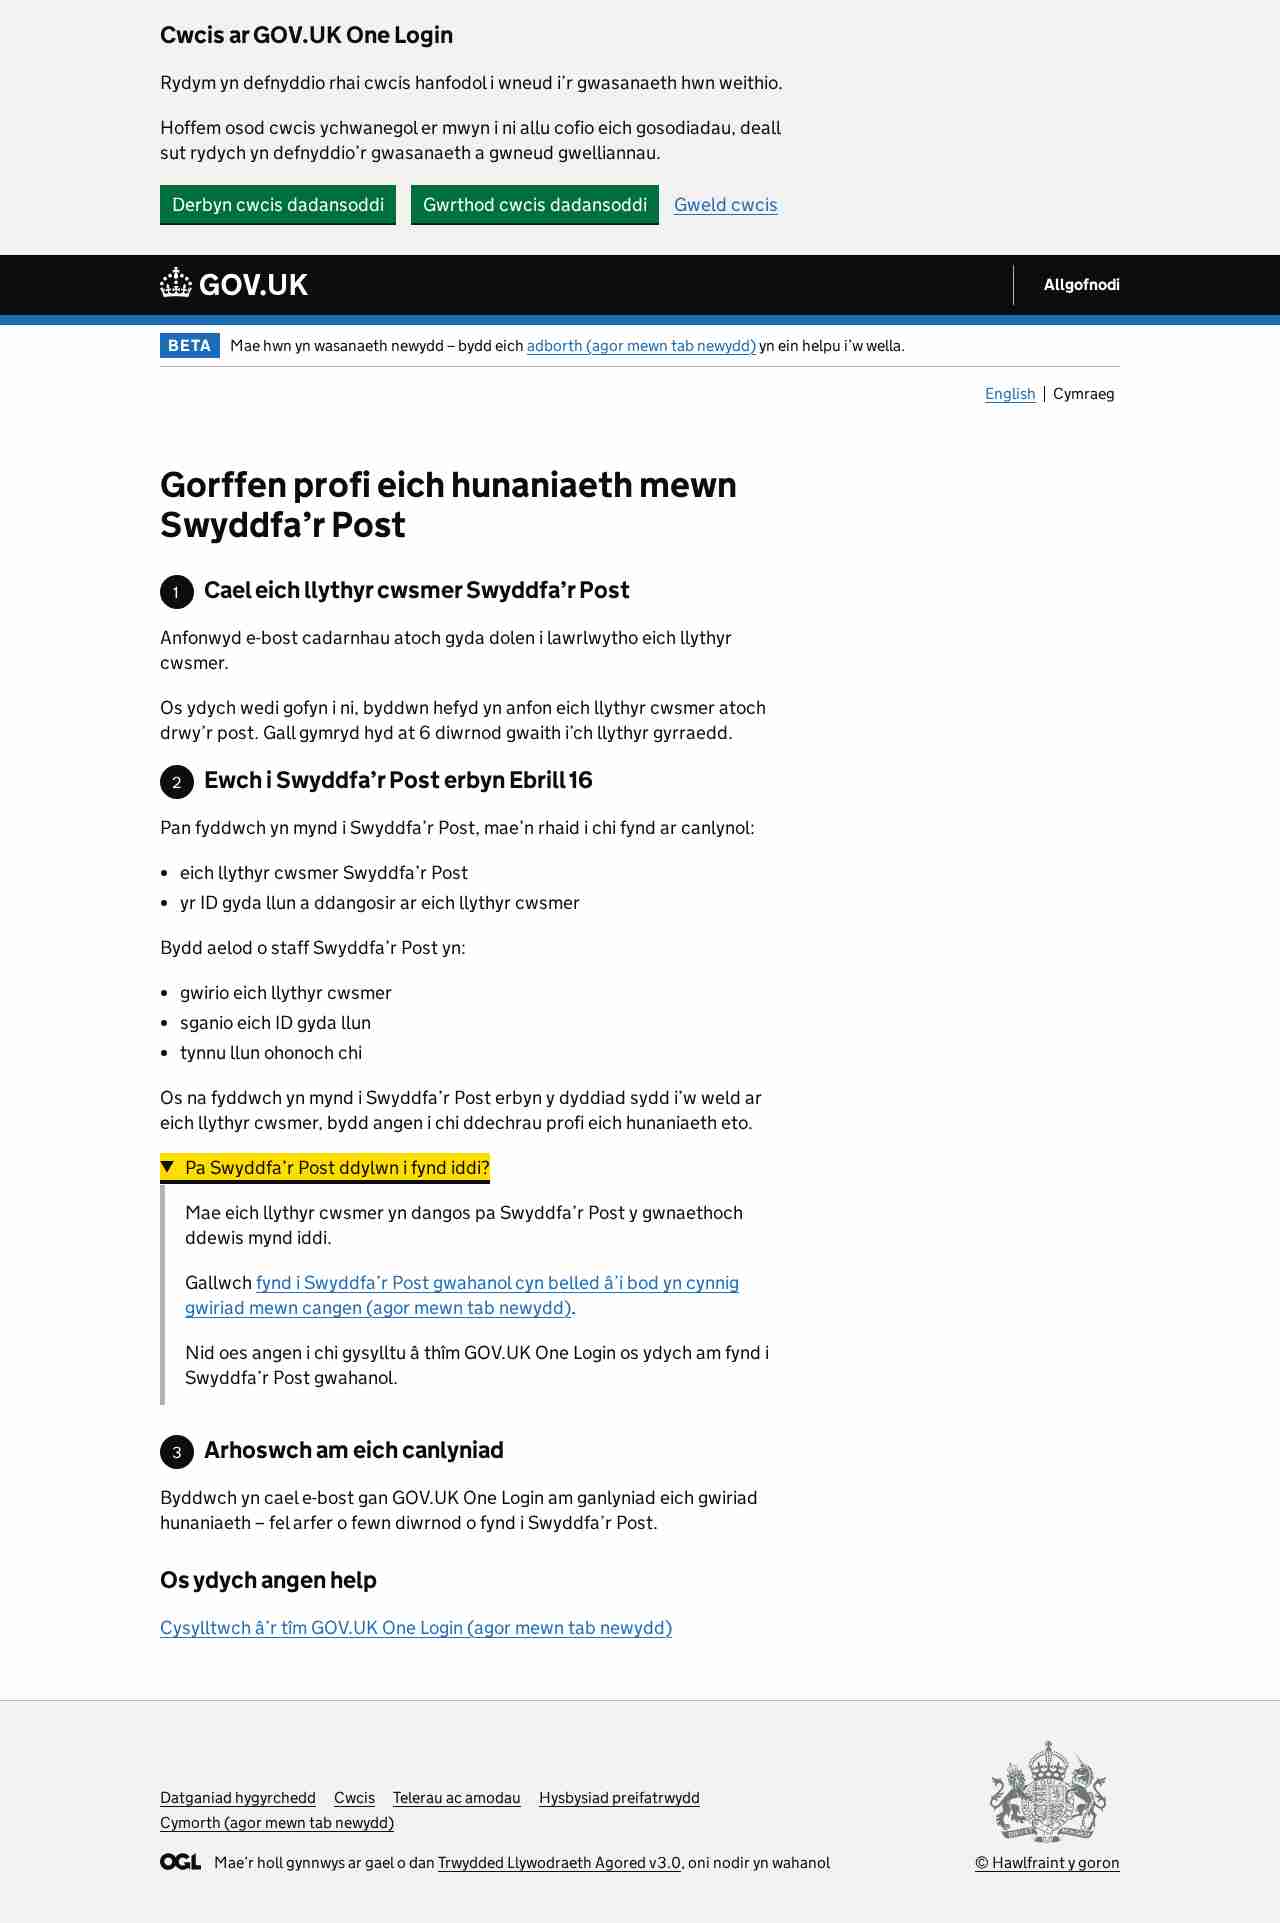 Cwcis ar GOV.UK One Login
Rydym yn defnyddio rhai cwcis hanfodol i wneud i’r gwasanaeth hwn weithio.
Hoffem osod cwcis ychwanegol er mwyn i ni allu cofio eich gosodiadau, deall
sut rydych yn defnyddio’r gwasanaeth a gwneud gwelliannau.
Derbyn cwcis dadansoddi Gwrthod cwcis dadansoddi Gweld cwcis
GOV.UK Allgofnodi
BETA Mae hwn yn wasanaeth newydd – bydd eich adborth (agor mewn tab newydd) yn ein helpu i’w wella.
English | Cymraeg
Gorffen profi eich hunaniaeth mewn
Swyddfa’r Post
1 Cael eich llythyr cwsmer Swyddfa’r Post
Anfonwyd e-bost cadarnhau atoch gyda dolen i lawrlwytho eich llythyr
cwsmer.
Os ydych wedi gofyn i ni, byddwn hefyd yn anfon eich llythyr cwsmer atoch
drwy’r post. Gall gymryd hyd at 6 diwrnod gwaith i’ch llythyr gyrraedd.
2 Ewch i Swyddfa’r Post erbyn Ebrill 16
Pan fyddwch yn mynd i Swyddfa’r Post, mae’n rhaid i chi fynd ar canlynol:
• eich llythyr cwsmer Swyddfa’r Post
• yr ID gyda llun a ddangosir ar eich llythyr cwsmer
Bydd aelod o staff Swyddfa’r Post yn:
• gwirio eich llythyr cwsmer
• sganio eich ID gyda llun
• tynnu llun ohonoch chi
Os na fyddwch yn mynd i Swyddfa’r Post erbyn y dyddiad sydd i’w weld ar
eich llythyr cwsmer, bydd angen i chi ddechrau profi eich hunaniaeth eto.
Pa Swyddfa’r Post ddylwn i fynd iddi?
Mae eich llythyr cwsmer yn dangos pa Swyddfa’r Post y gwnaethoch
ddewis mynd iddi.
Gallwch fynd i Swyddfa’r Post gwahanol cyn belled â’i bod yn cynnig
gwiriad mewn cangen (agor mewn tab newydd).
Nid oes angen i chi gysylltu â thîm GOV.UK One Login os ydych am fynd i
Swyddfa’r Post gwahanol.
3 Arhoswch am eich canlyniad
Byddwch yn cael e-bost gan GOV.UK One Login am ganlyniad eich gwiriad
hunaniaeth – fel arfer o fewn diwrnod o fynd i Swyddfa’r Post.
Os ydych angen help
Cysylltwch â’r tîm GOV.UK One Login (agor mewn tab newydd)
Datganiad hygyrchedd Cwcis Telerau ac amodau Hysbysiad preifatrwydd
Cymorth (agor mewn tab newydd)
OGL Mae’r holl gynnwys ar gael o dan Trwydded Llywodraeth Agored v3.0, oni nodir yn wahanol
© Hawlfraint y goron